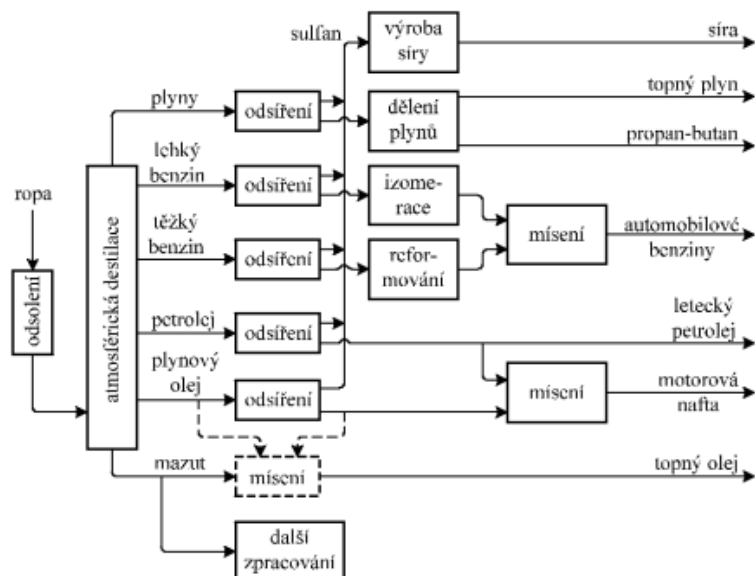 sulfan
výroba
síry
síra
plyny
odsíření
dělení
plynů
topný plyn
propan-butan
lehký
benzin
odsíření
izome-
race
ropa
těžký
benzin
odsíření
refor-
mování
mísení
automobilové
benziny
odsolení
atmosférická destilace
petrolej
odsíření
letecký
petrolej
plynový
olej
odsíření
mísení
motorová
nafta
mazut
mísení
topný olej
další
zpracování